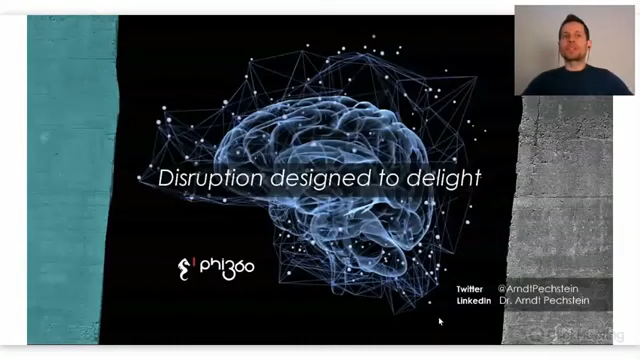 Disruption designed to delight
phi360
Twitter @ArndtPechstein
LinkedIn Dr. Arndt Pechstein